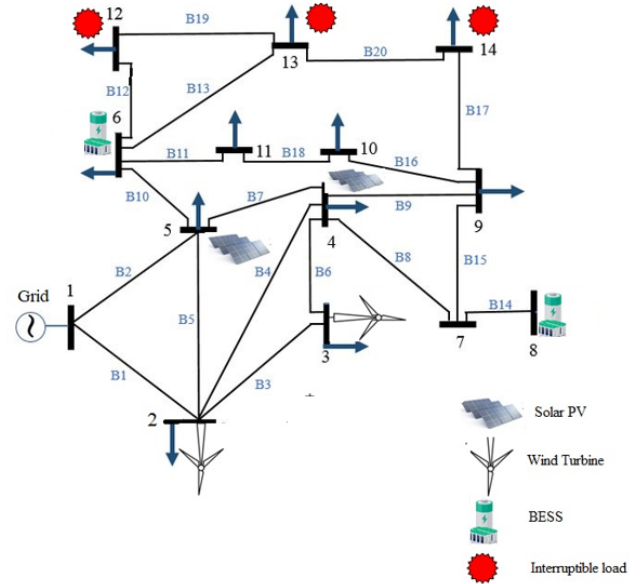 12
B19
13
B20
14
B12
B13
B17
6
11
10
B11
B18
B16
B10
B7
B9
9
5
4
B2
B4
B6
B8
B15
Grid
1
B5
B14
3
7
8
B1
B3
2
Solar PV
Wind Turbine
BESS
Interruptible load